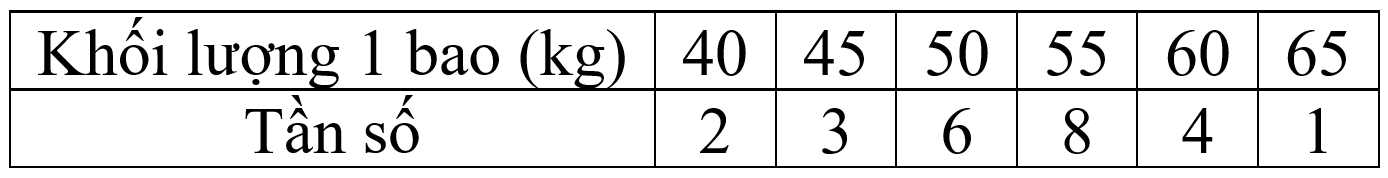 Khối lượng 1 bao (kg) 40 45 50 55 60 65
Tần số 2 3 6 8 4 1